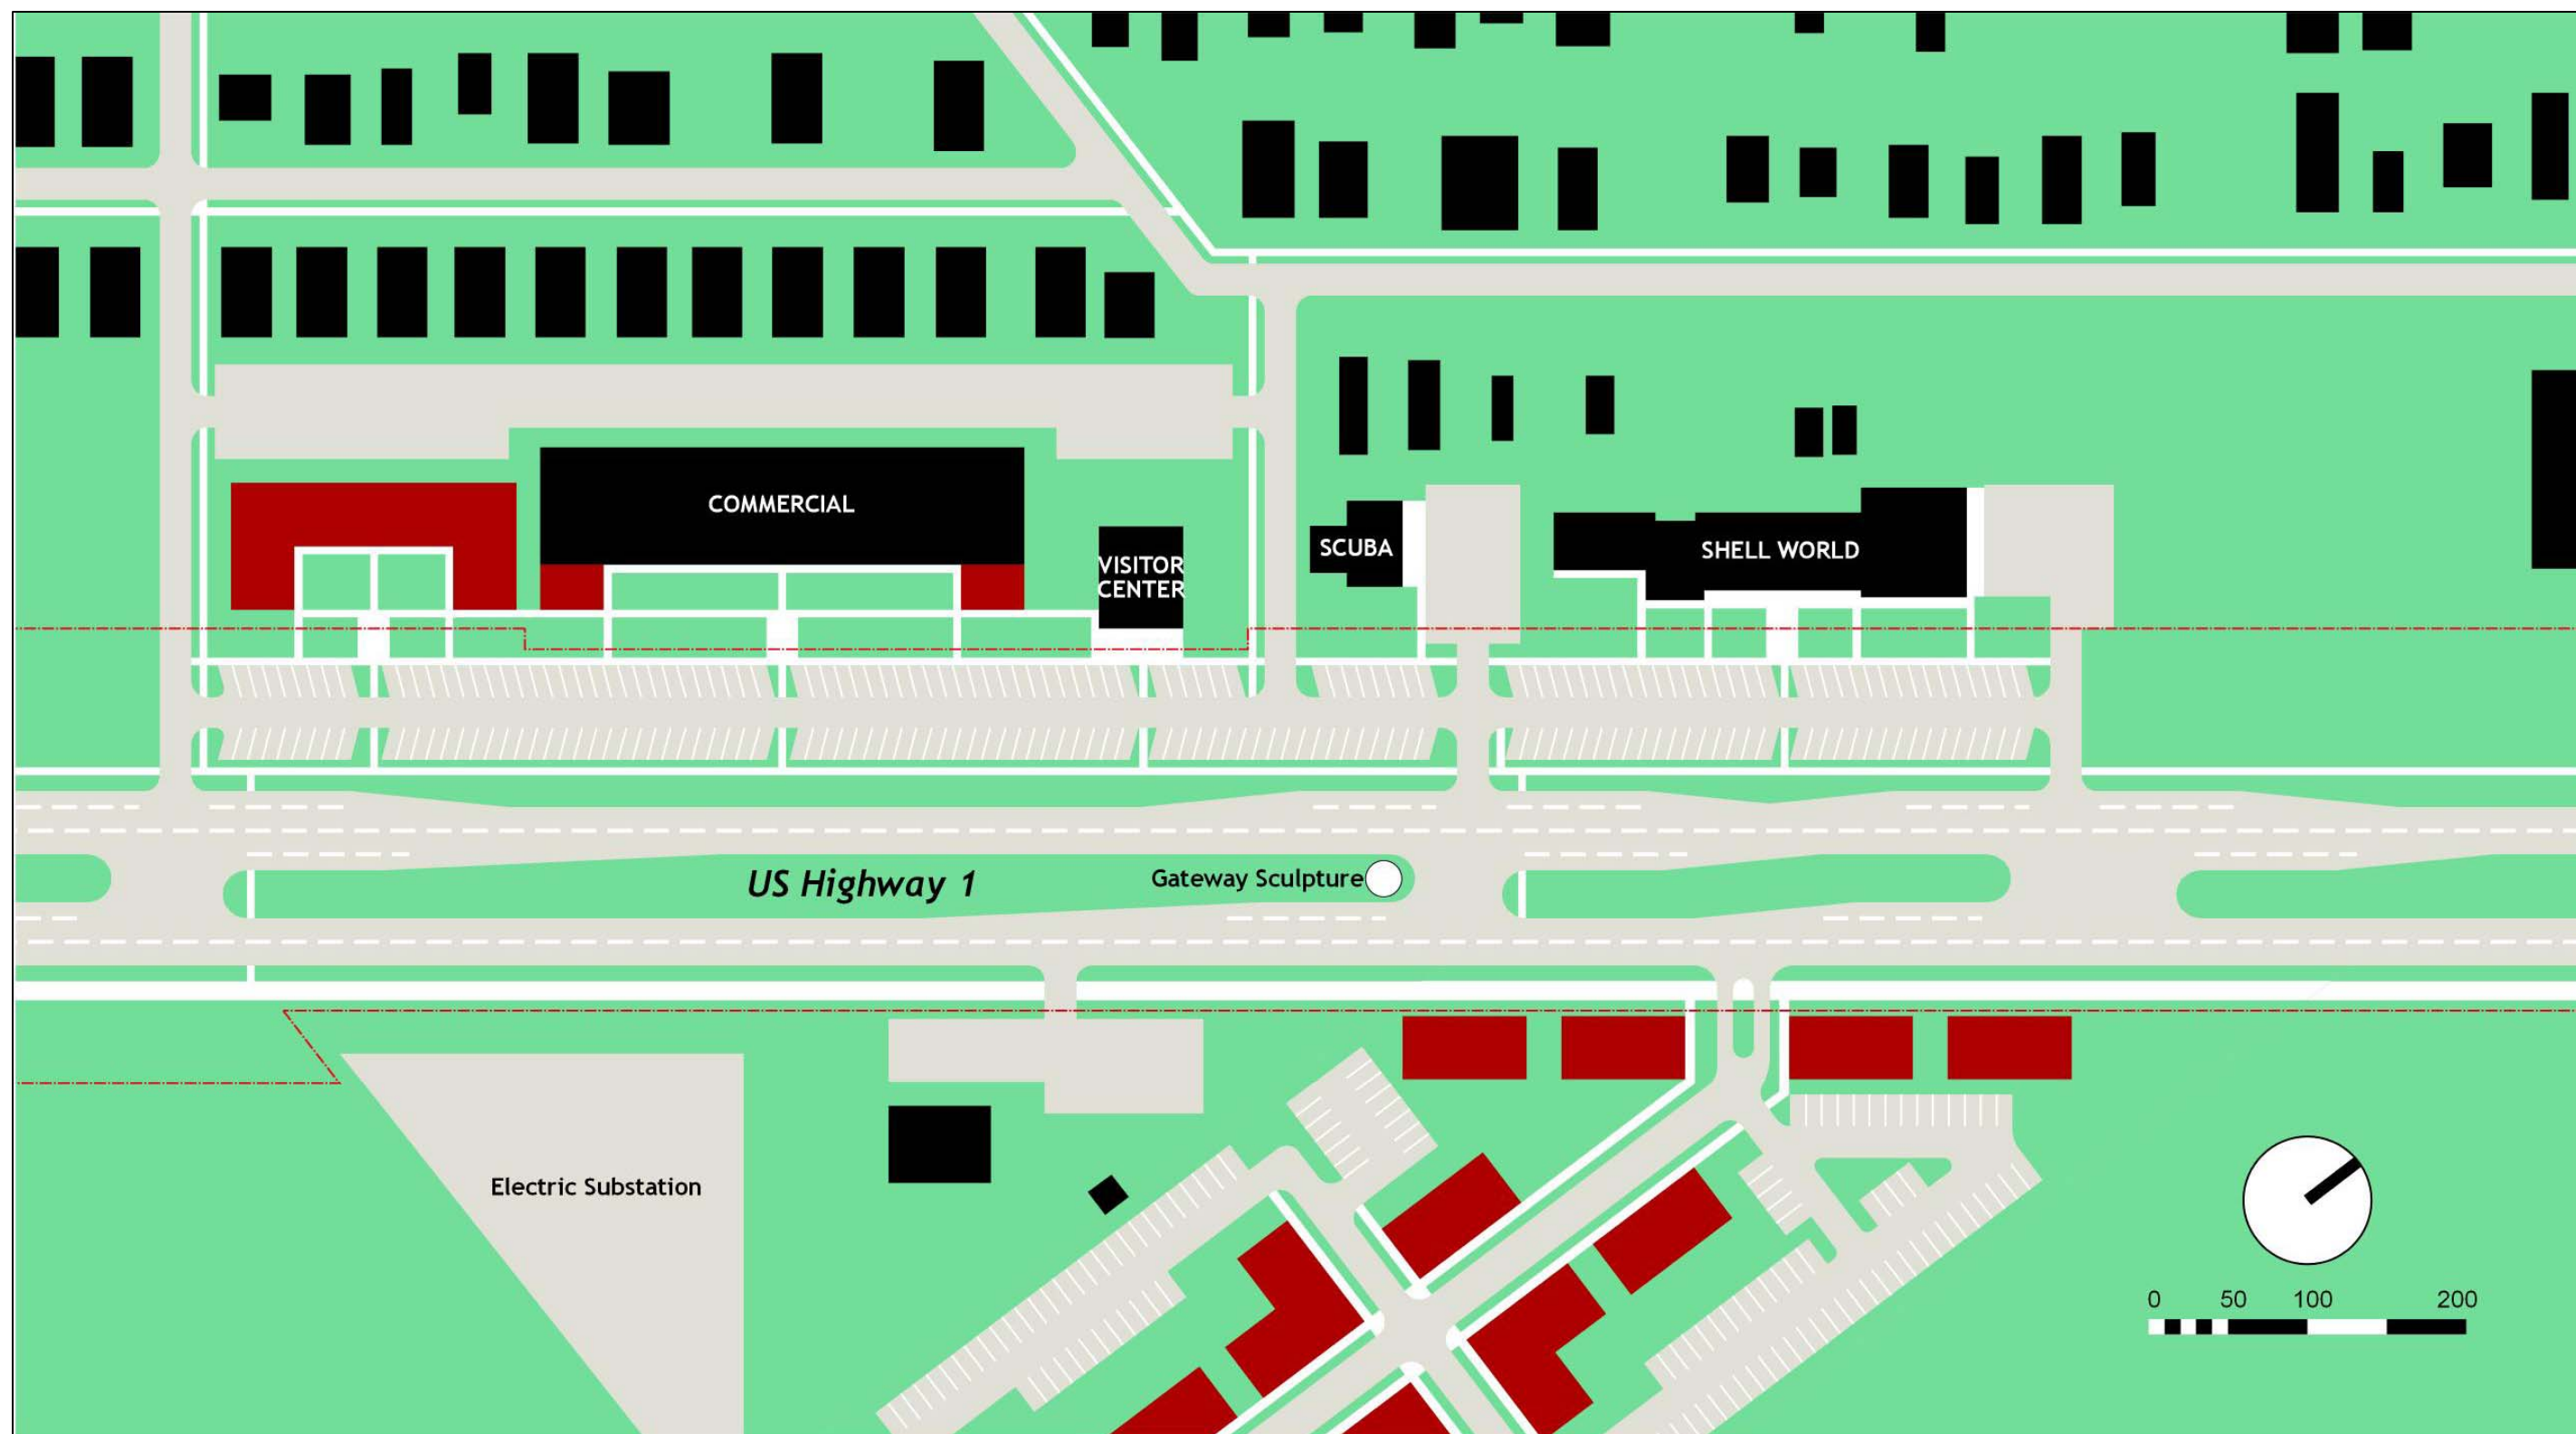 COMMERCIAL
VISITOR
CENTER
SCUBA
SHELL WORLD
US Highway 1
Gateway Sculpture
Electric Substation
0 50 100 200